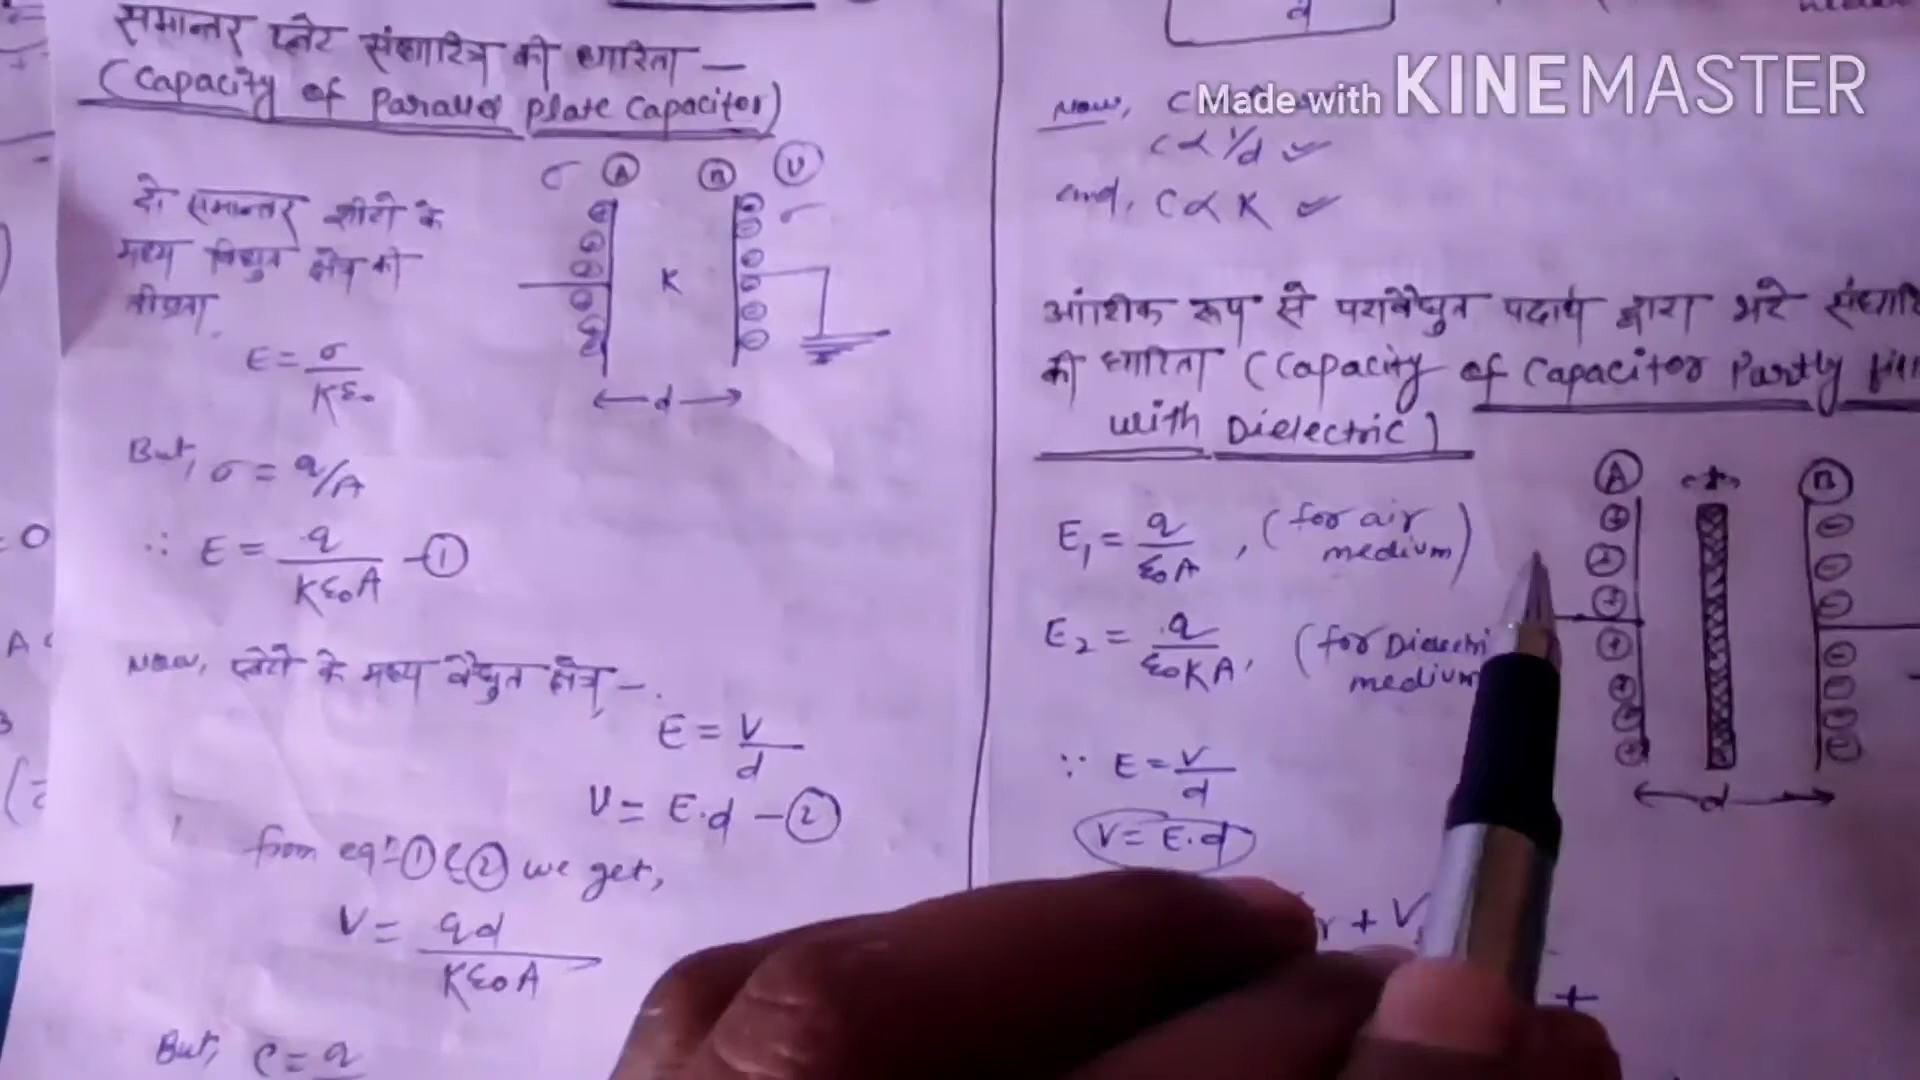 समान्तर प्लेट संधारित्र की धारिता —
(Capacity of Parallel Plate Capacitor)
σ A B V
दो समान्तर शीटो के
मध्य विद्युत क्षेत्र की
तीव्रता
K
d
E = σ/Kε₀
But, σ = q/A
∴ E = q/Kε₀A —①
Now, प्लेटो के मध्य वैद्युत क्षेत्र —
E = V/d
V = E.d —②
from eqⁿ ① & ② we get,
V = qd/Kε₀A
But, C = q
d
Made with KINEMASTER
Now, C
C ∝ 1/d ✓
and, C ∝ K ✓
आंशिक रूप से परावैद्युत पदार्थ द्वारा भरे
की धारिता (Capacity of Capacitor Partly
with Dielectric)
A t B
E₁ = q/ε₀A , (for air
medium)
E₂ = q/ε₀KA, (for
medium
∵ E = V/d
d
V = E.d
+ V
+
= 0